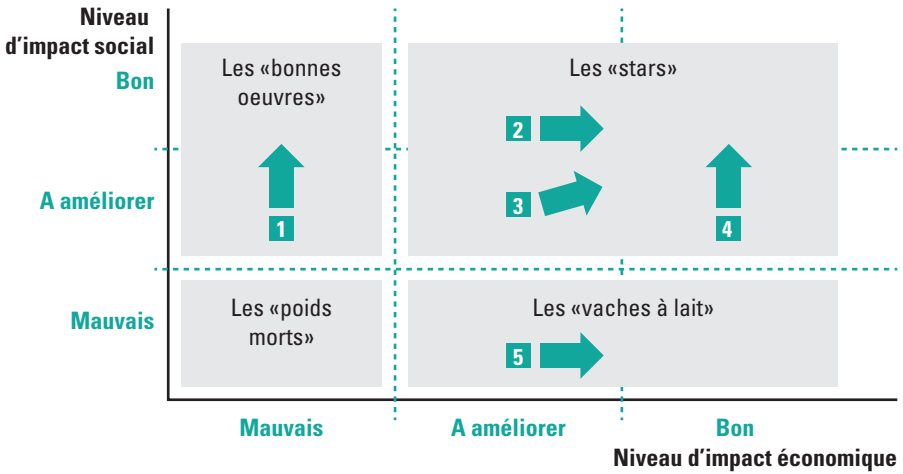 Niveau
d'impact social
Bon
Les «bonnes
oeuvres»
Les «stars»
2
A améliorer
3
1
4
Mauvais
Les «poids
morts»
Les «vaches à lait»
5
Mauvais
A améliorer
Bon
Niveau d'impact économique